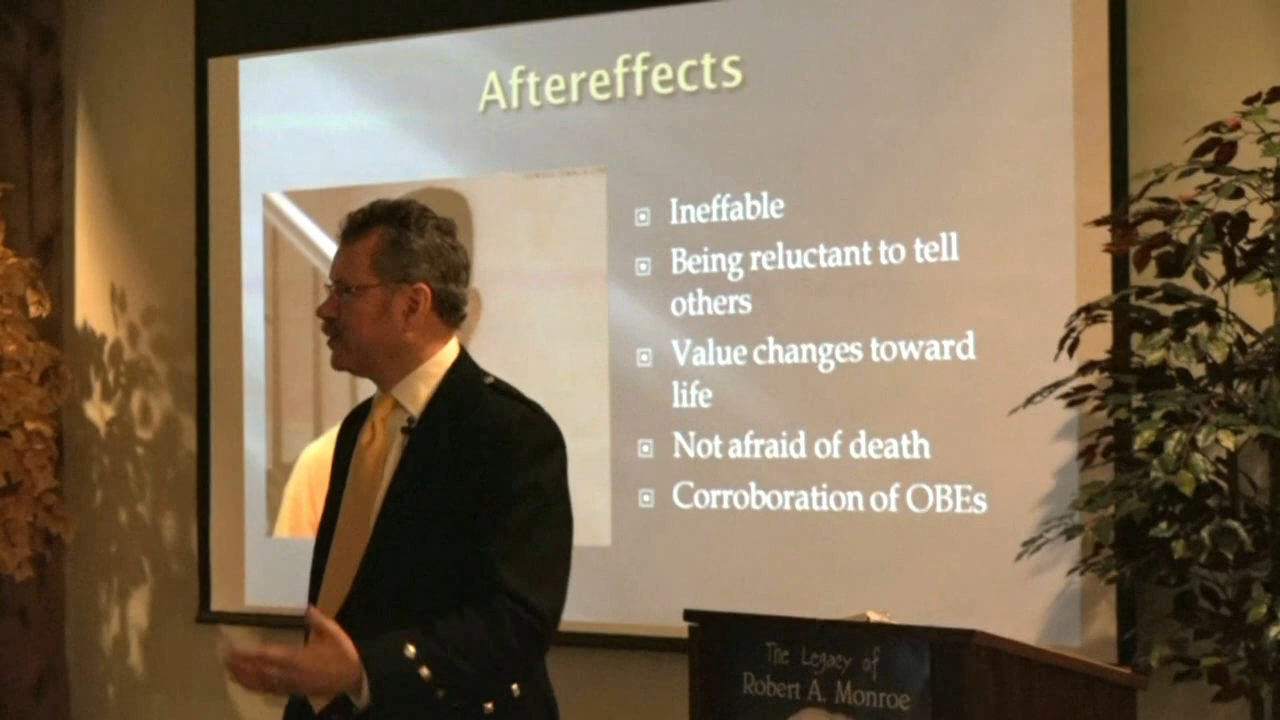 Aftereffects
Ineffable
Being reluctant to tell
others
Value changes toward
life
Not afraid of death
Corroboration of OBEs
The Legacy of
Robert A. Monroe